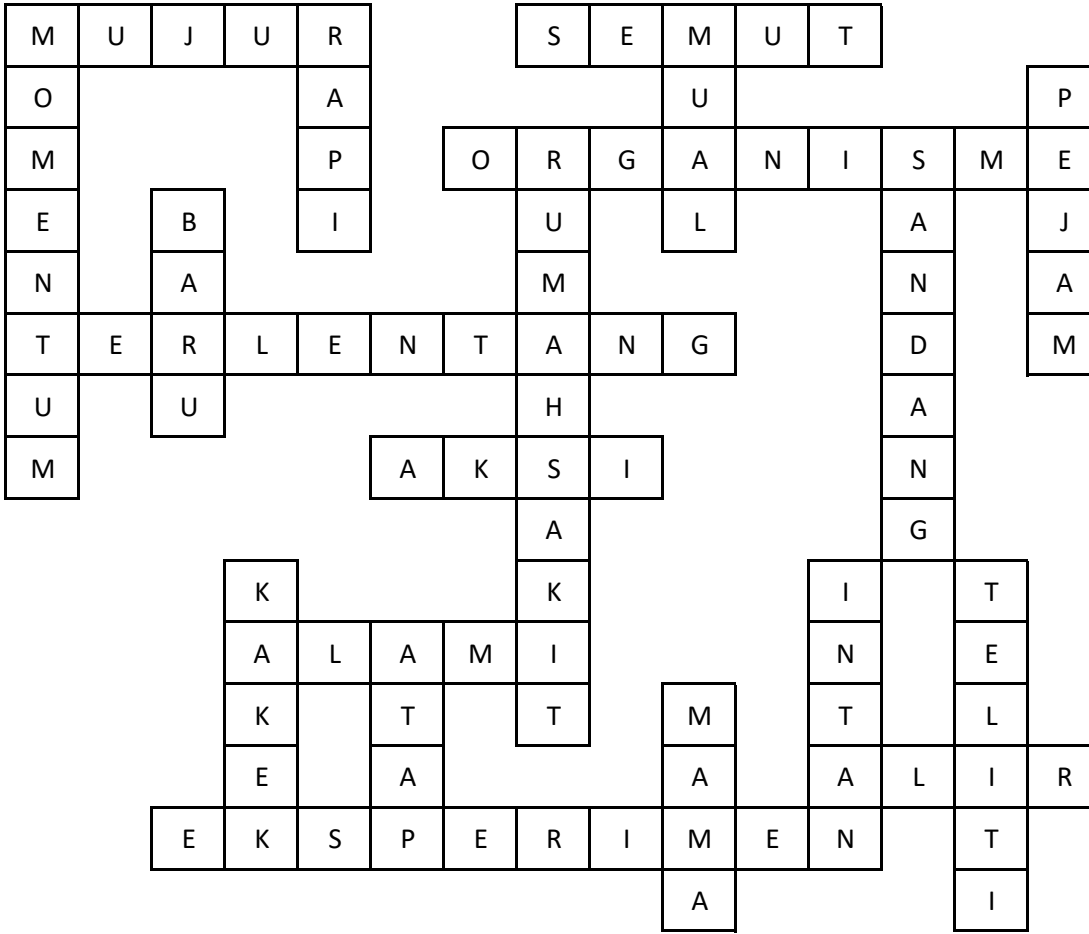 M U J U R S E M U T
O A U P
M P O R G A N I S M E
E B I U L A J
N A M N A
T E R L E N T A N G D M
U U H A
M A K S I N
A G
K K I T
A L A M I N E
K T T M T L
E A A A L I R
E K S P E R I M E N T
A I